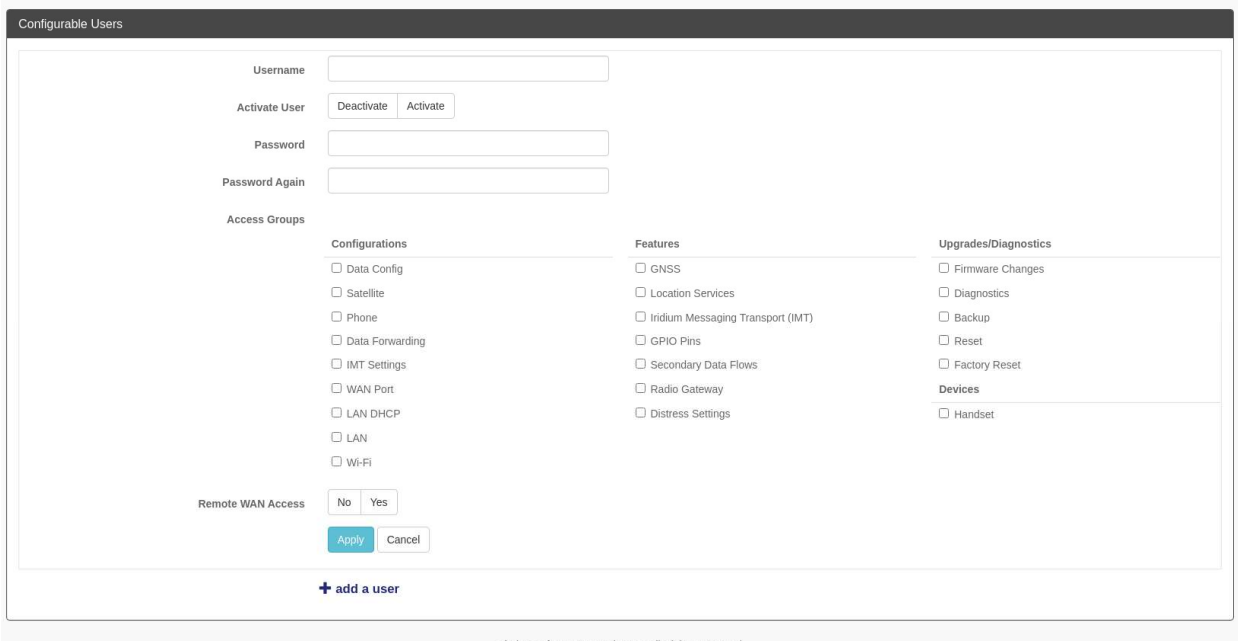 Configurable Users
Username
Activate User
Deactivate Activate
Password
Password Again
Access Groups
Configurations
Data Config
Satellite
Phone
Data Forwarding
IMT Settings
WAN Port
LAN DHCP
LAN
Wi-Fi
Features
GNSS
Location Services
Iridium Messaging Transport (IMT)
GPIO Pins
Secondary Data Flows
Radio Gateway
Distress Settings
Upgrades/Diagnostics
Firmware Changes
Diagnostics
Backup
Reset
Factory Reset
Devices
Handset
Remote WAN Access
No Yes
Apply Cancel
add a user